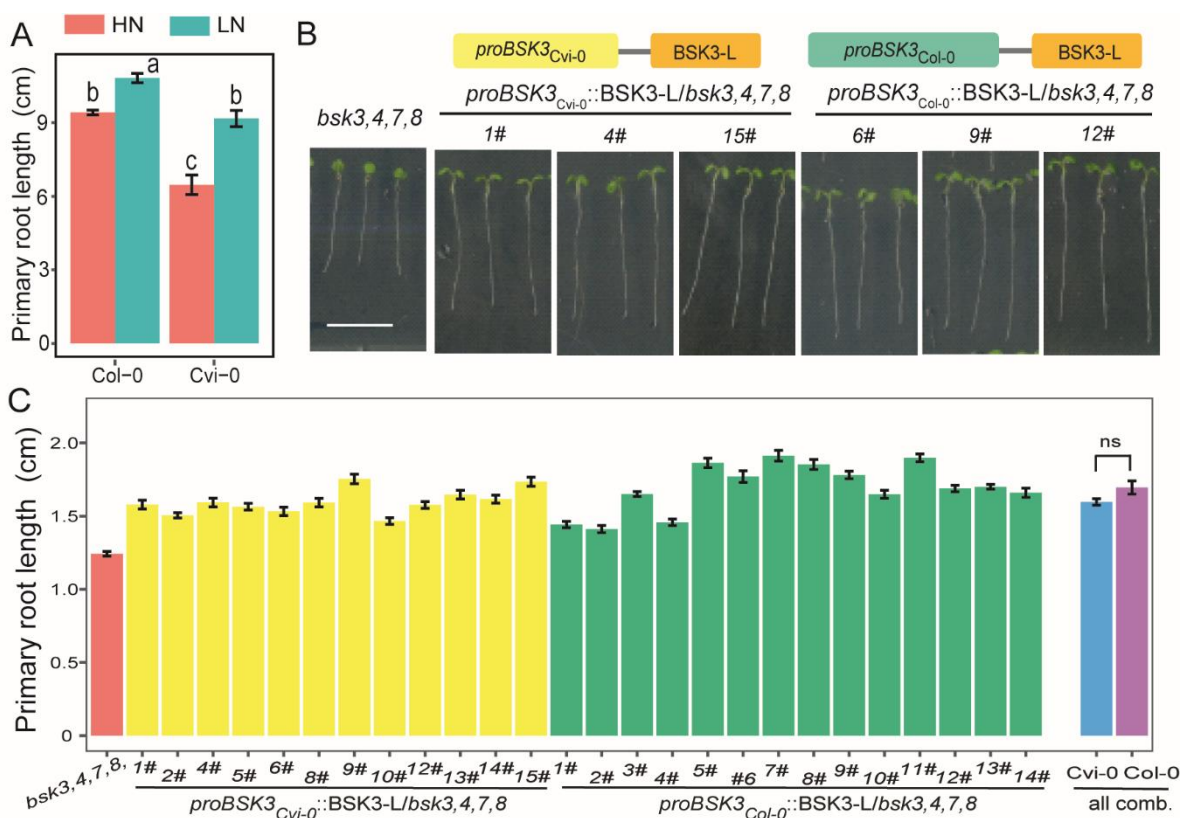 A
HN LN
Primary root length (cm)
9
6
3
0
b
a
c
b
Col-0 Cvi-0
B
proBSK3Cvi-0 BSK3-L proBSK3Col-0 BSK3-L
bsk3,4,7,8 proBSK3Cvi-0::BSK3-L/bsk3,4,7,8 proBSK3Col-0::BSK3-L/bsk3,4,7,8
1# 4# 15# 6# 9# 12#
C
Primary root length (cm)
2.0
1.5
1.0
0.5
0
ns
bsk3,4,7,8, 1# 2# 4# 5# 6# 8# 9# 10# 12# 13# 14# 15# 1# 2# 3# 4# 5# #6 7# 8# 9# 10# 11# 12# 13# 14# Cvi-0 Col-0
proBSK3Cvi-0::BSK3-L/bsk3,4,7,8 proBSK3Col-0::BSK3-L/bsk3,4,7,8 all comb.